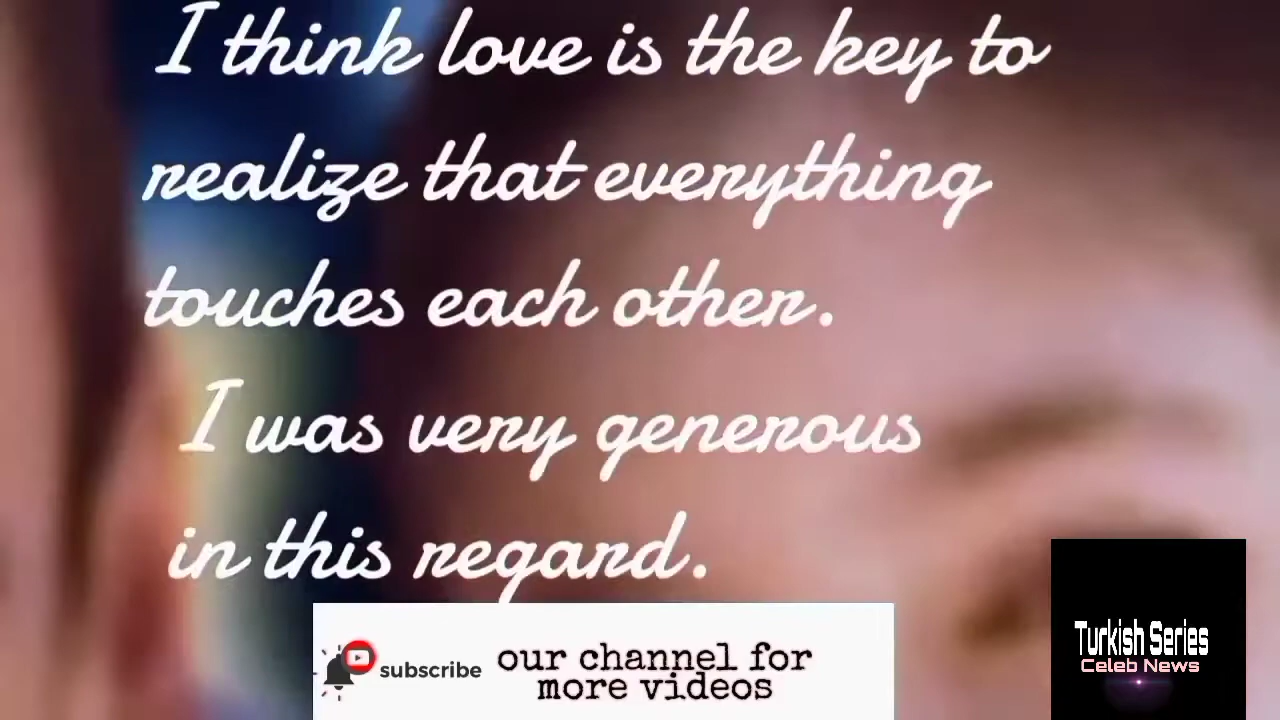 I think love is the key to
realize that everything
touches each other.
I was very generous
in this regard.
subscribe
our channel for
more videos
Turkish Series
Celeb News